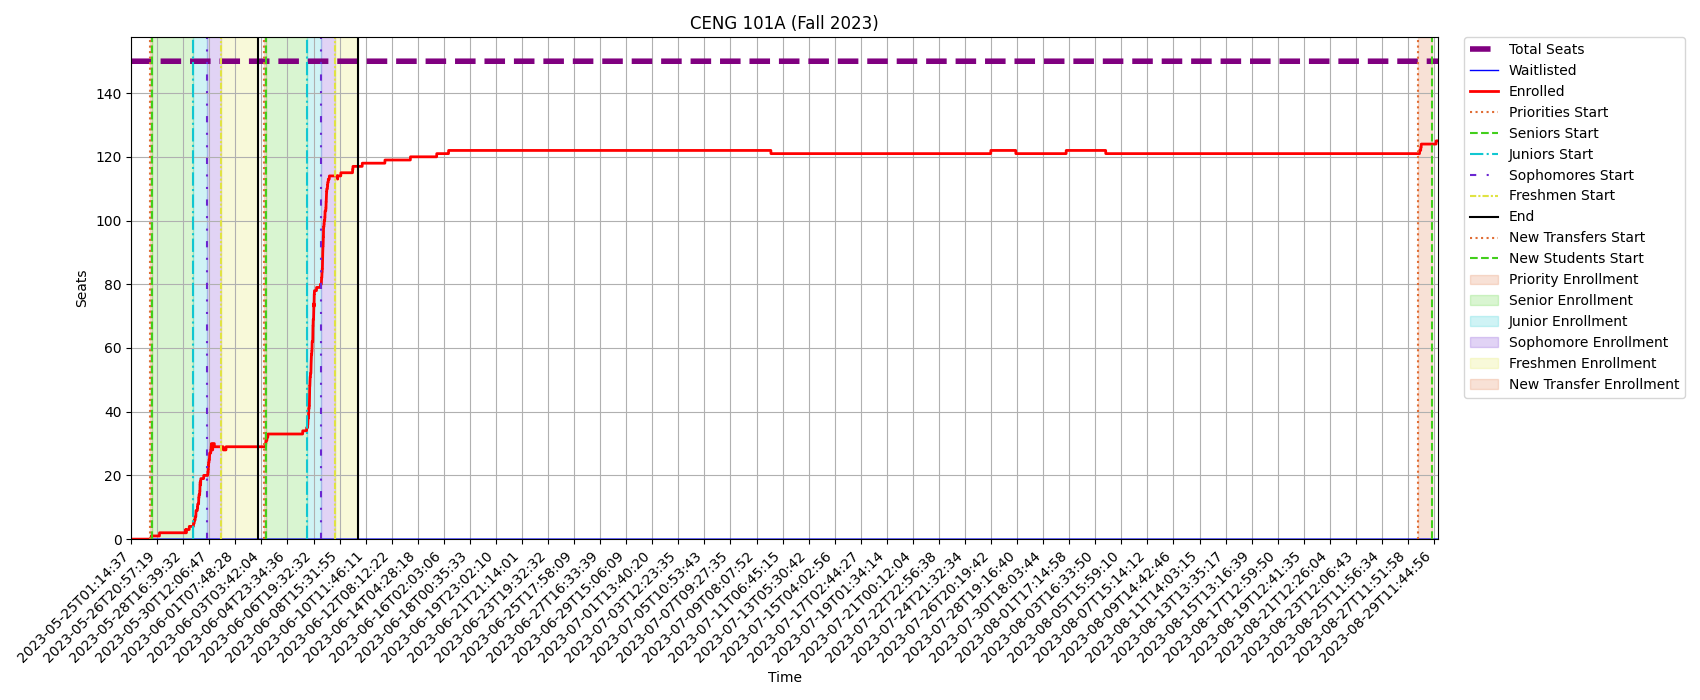 CENG 101A (Fall 2023)
Seats
140
120
100
80
60
40
20
0
2023-05-25T01:14:37
2023-05-26T20:57:19
2023-05-28T16:39:32
2023-05-30T12:06:47
2023-06-01T07:48:28
2023-06-03T03:42:04
2023-06-04T23:34:36
2023-06-06T19:32:32
2023-06-08T15:31:55
2023-06-10T11:46:11
2023-06-12T08:12:22
2023-06-14T04:28:18
2023-06-16T02:03:06
2023-06-18T00:35:33
2023-06-19T23:02:10
2023-06-21T21:14:01
2023-06-23T19:32:32
2023-06-25T17:58:09
2023-06-27T16:33:39
2023-06-29T15:06:09
2023-07-01T13:40:20
2023-07-03T12:23:35
2023-07-05T10:53:43
2023-07-07T09:27:35
2023-07-09T08:07:52
2023-07-11T06:45:15
2023-07-13T05:30:42
2023-07-15T04:02:56
2023-07-17T02:44:27
2023-07-19T01:34:14
2023-07-21T00:12:04
2023-07-22T22:56:38
2023-07-24T21:32:34
2023-07-26T20:19:42
2023-07-28T19:16:40
2023-07-30T18:03:44
2023-08-01T17:14:58
2023-08-03T16:33:50
2023-08-05T15:59:10
2023-08-07T15:14:12
2023-08-09T14:42:46
2023-08-11T14:03:15
2023-08-13T13:35:17
2023-08-15T13:16:39
2023-08-17T12:59:50
2023-08-19T12:41:35
2023-08-21T12:26:04
2023-08-23T12:06:43
2023-08-25T11:56:34
2023-08-27T11:51:58
2023-08-29T11:44:56
Time
Total Seats
Waitlisted
Enrolled
Priorities Start
Seniors Start
Juniors Start
Sophomores Start
Freshmen Start
End
New Transfers Start
New Students Start
Priority Enrollment
Senior Enrollment
Junior Enrollment
Sophomore Enrollment
Freshmen Enrollment
New Transfer Enrollment